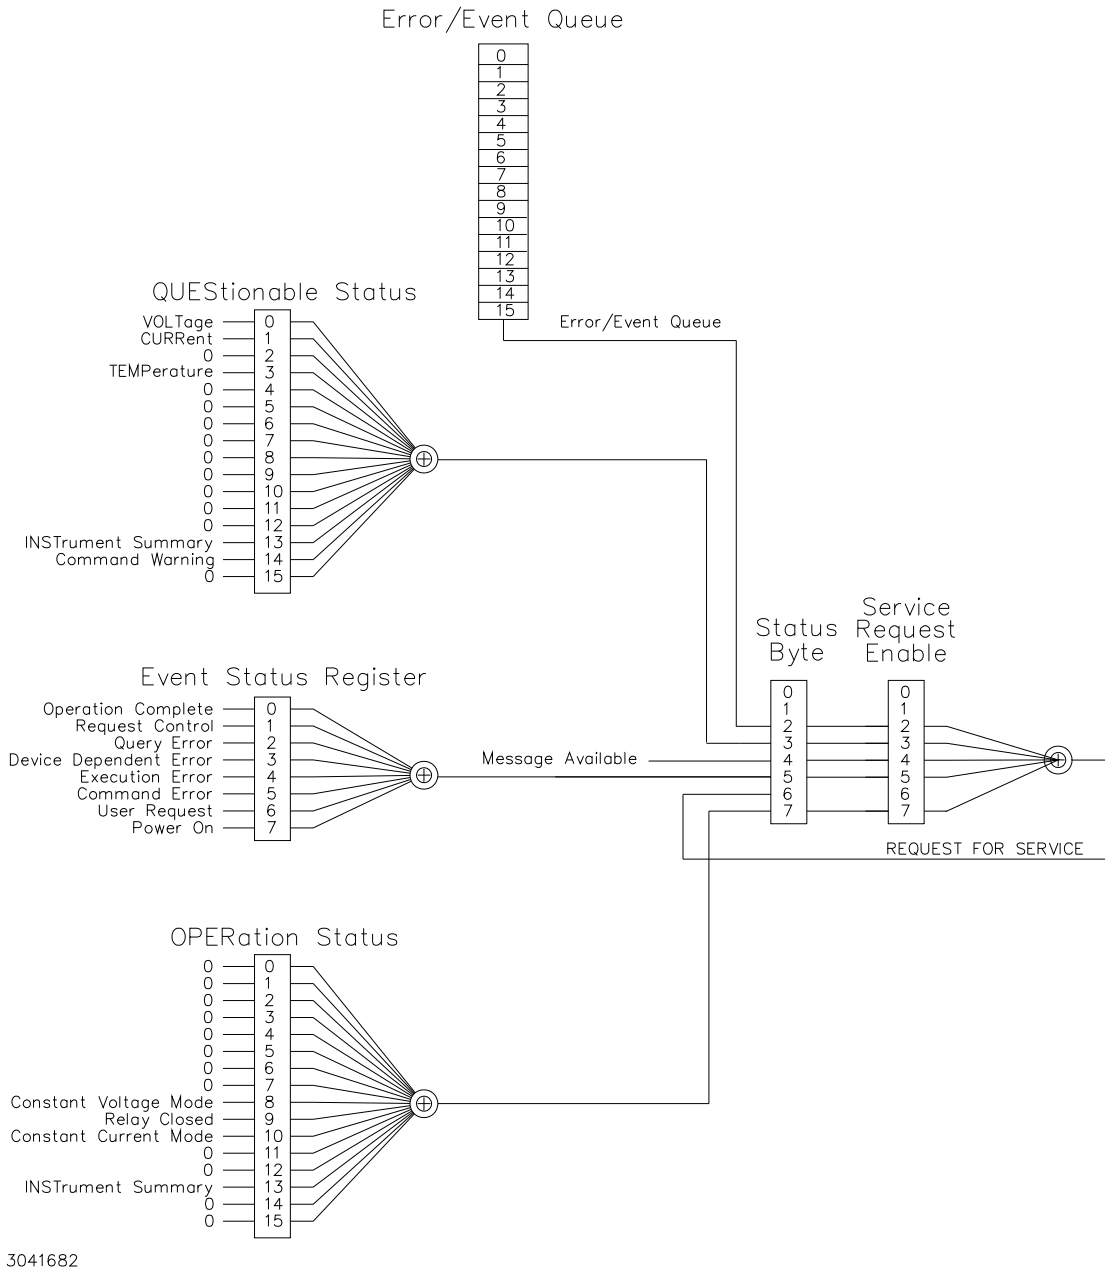 Error/Event Queue
0
1
2
3
4
5
6
7
8
9
10
11
12
13
14
15
Error/Event Queue
QUEStionable Status
VOLTage 0
CURRent 1
0 2
TEMPerature 3
0 4
0 5
0 6
0 7
0 8
0 9
0 10
0 11
0 12
INSTrument Summary 13
Command Warning 14
0 15
Event Status Register
Operation Complete 0
Request Control 1
Query Error 2
Device Dependent Error 3
Execution Error 4
Command Error 5
User Request 6
Power On 7
Message Available
Status
Byte
0
1
2
3
4
5
6
7
Service
Request
Enable
0
1
2
3
4
5
6
7
REQUEST FOR SERVICE
OPERation Status
0 0
0 1
0 2
0 3
0 4
0 5
0 6
0 7
Constant Voltage Mode 8
Relay Closed 9
Constant Current Mode 10
0 11
0 12
INSTrument Summary 13
0 14
0 15
3041682